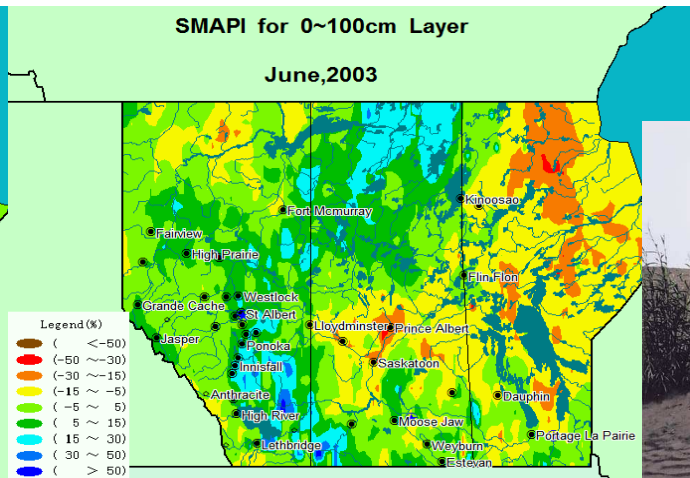 SMAPI for 0~100cm Layer
June,2003
Kinoosao
Fort Mcmurray
Fairview
High Prairie
Flin Flon
Westlock
Grande Cache
St Albert
Lloydminster
Prince Albert
Jasper
Ponoka
Saskatoon
Innisfall
Anthracite
Dauphin
High River
Moose Jaw
Portage La Pairie
Lethbridge
Weyburn
Estevan
Legend(%)
( <-50)
(-50 ~-30)
(-30 ~-15)
(-15 ~ -5)
( -5 ~ 5)
( 5 ~ 15)
( 15 ~ 30)
( 30 ~ 50)
( > 50)